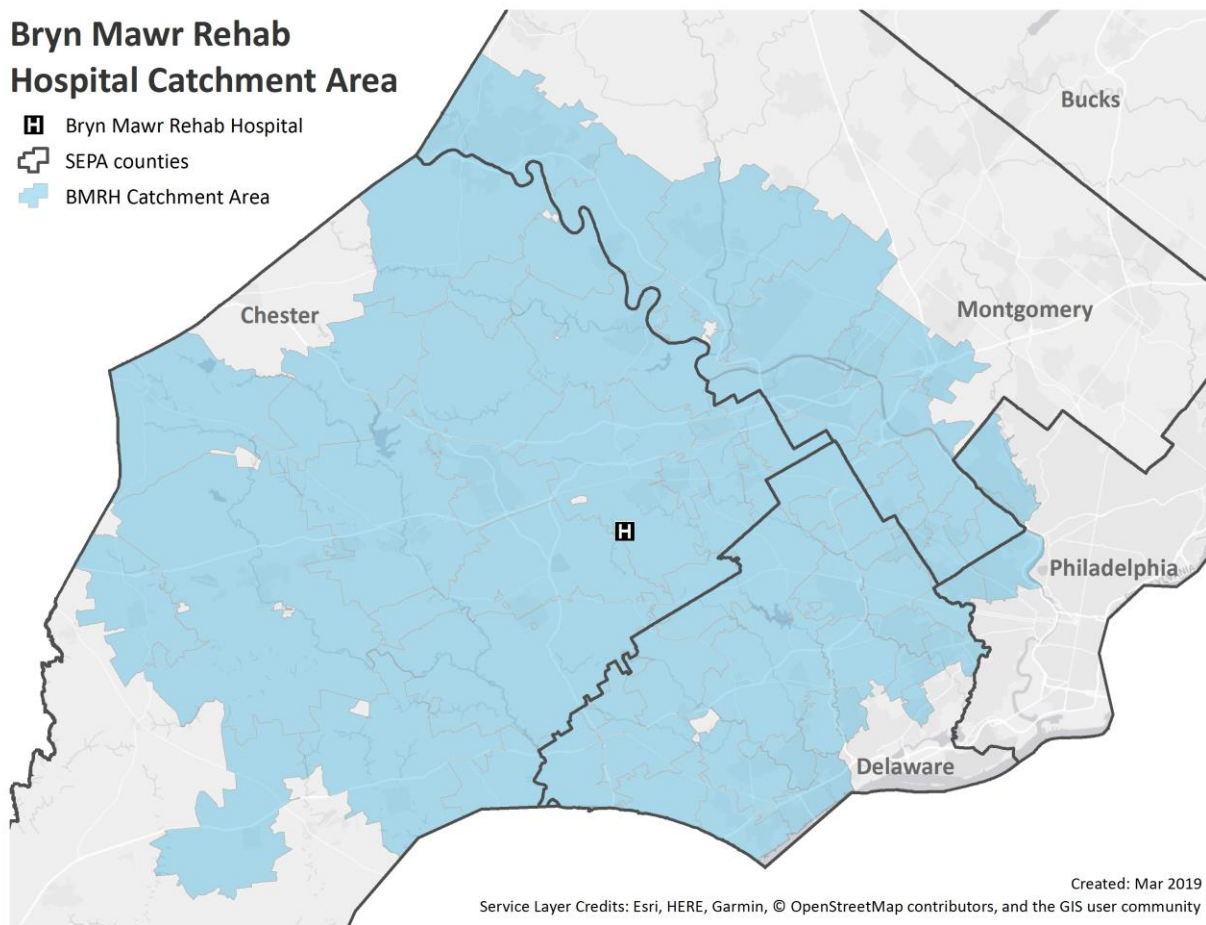 Bryn Mawr Rehab
Hospital Catchment Area
H Bryn Mawr Rehab Hospital
SEPA counties
BMRH Catchment Area
Bucks
Chester
Montgomery
H
Philadelphia
Delaware
Created: Mar 2019
Service Layer Credits: Esri, HERE, Garmin, © OpenStreetMap contributors, and the GIS user community